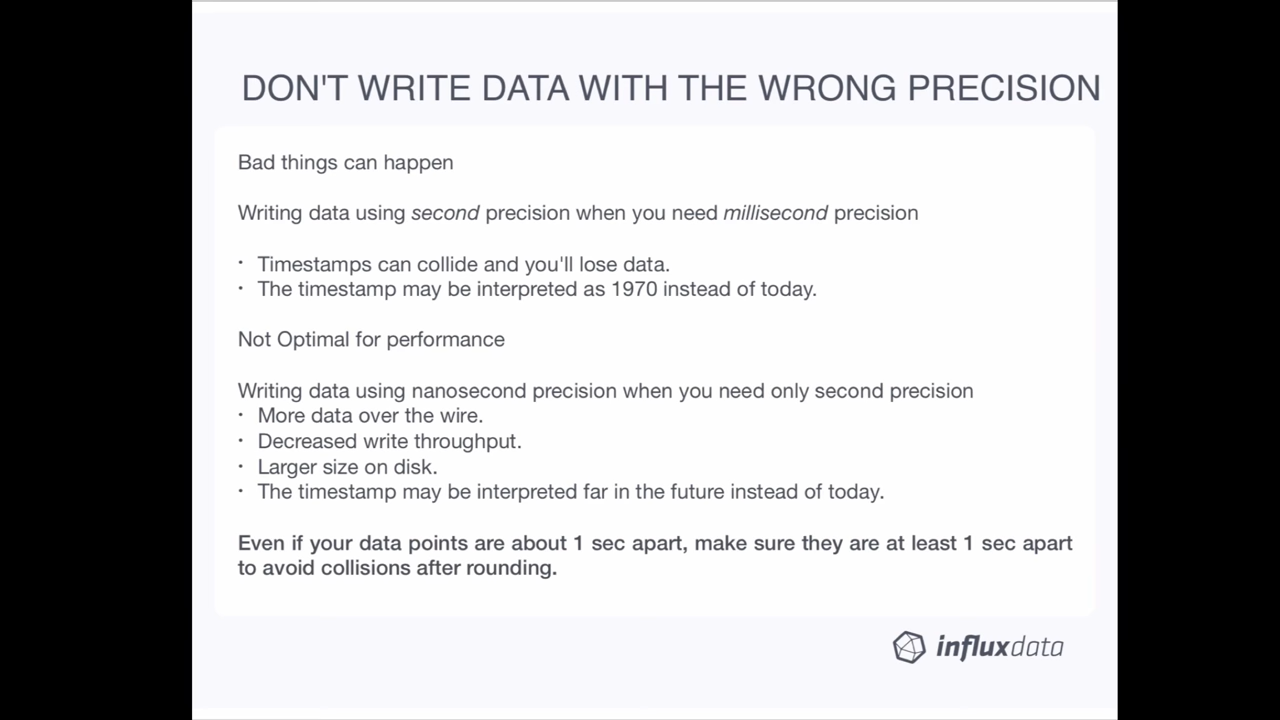 DON'T WRITE DATA WITH THE WRONG PRECISION
Bad things can happen
Writing data using second precision when you need millisecond precision
· Timestamps can collide and you'll lose data.
· The timestamp may be interpreted as 1970 instead of today.
Not Optimal for performance
Writing data using nanosecond precision when you need only second precision
· More data over the wire.
· Decreased write throughput.
· Larger size on disk.
· The timestamp may be interpreted far in the future instead of today.
Even if your data points are about 1 sec apart, make sure they are at least 1 sec apart
to avoid collisions after rounding.
influxdata